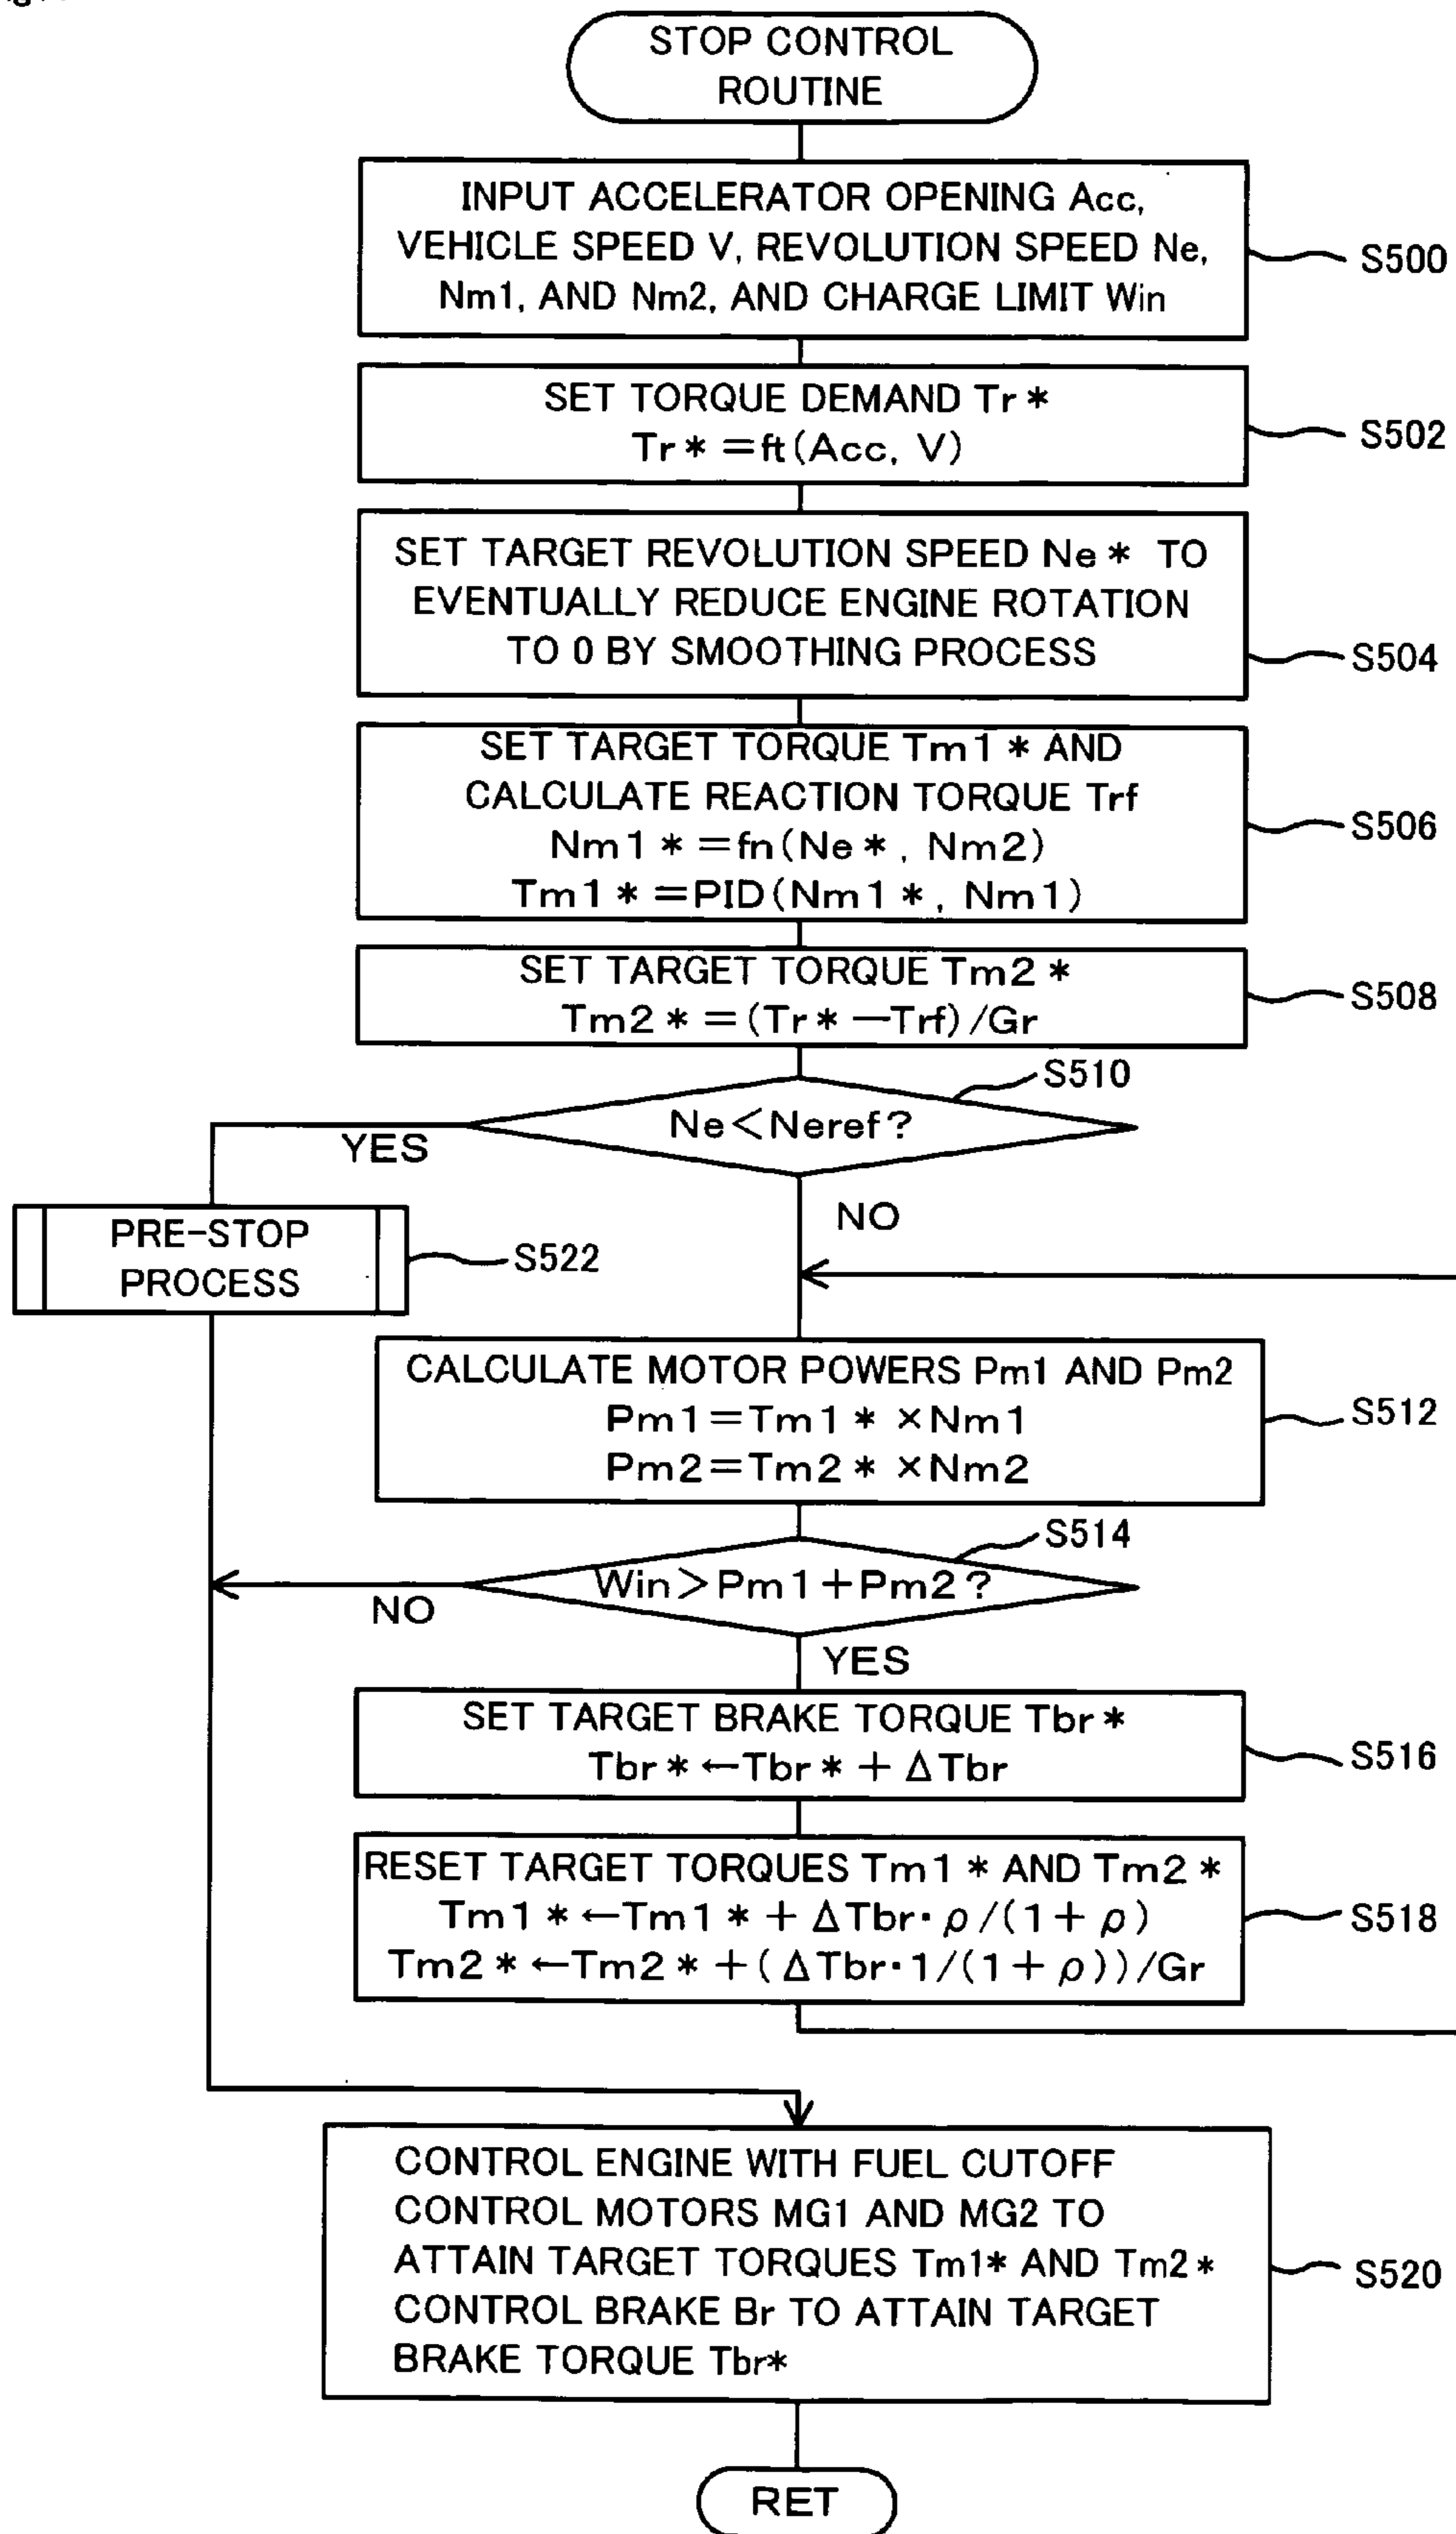 STOP CONTROL
ROUTINE
INPUT ACCELERATOR OPENING Acc,
VEHICLE SPEED V, REVOLUTION SPEED Ne,
Nm1, AND Nm2, AND CHARGE LIMIT Win
S500
SET TORQUE DEMAND Tr*
Tr*=ft(Acc, V)
S502
SET TARGET REVOLUTION SPEED Ne* TO
EVENTUALLY REDUCE ENGINE ROTATION
TO 0 BY SMOOTHING PROCESS
S504
SET TARGET TORQUE Tm1* AND
CALCULATE REACTION TORQUE Trf
Nm1*=fn(Ne*, Nm2)
Tm1*=PID(Nm1*, Nm1)
S506
SET TARGET TORQUE Tm2*
Tm2*=(Tr*—Trf)/Gr
S508
S510
Ne<Neref?
YES
NO
PRE-STOP
PROCESS
S522
CALCULATE MOTOR POWERS Pm1 AND Pm2
Pm1=Tm1*×Nm1
Pm2=Tm2*×Nm2
S512
S514
Win>Pm1+Pm2?
NO
YES
SET TARGET BRAKE TORQUE Tbr*
Tbr*←Tbr*+ΔTbr
S516
RESET TARGET TORQUES Tm1* AND Tm2*
Tm1*←Tm1*+ΔTbr·ρ/(1+ρ)
Tm2*←Tm2*+(ΔTbr·1/(1+ρ))/Gr
S518
CONTROL ENGINE WITH FUEL CUTOFF
CONTROL MOTORS MG1 AND MG2 TO
ATTAIN TARGET TORQUES Tm1* AND Tm2*
CONTROL BRAKE Br TO ATTAIN TARGET
BRAKE TORQUE Tbr*
S520
RET